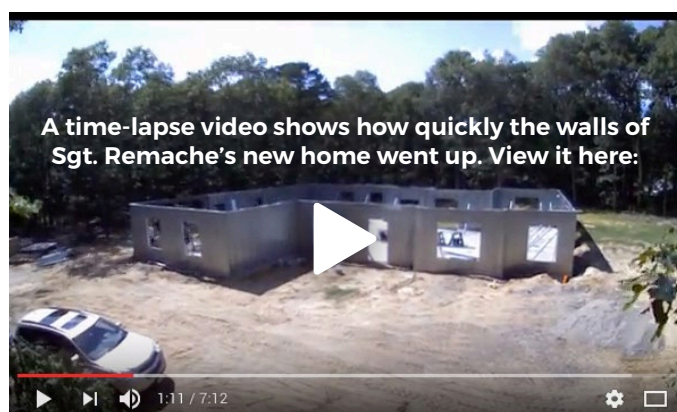 A time-lapse video shows how quickly the walls of
Sgt. Remache’s new home went up. View it here:
1:11 / 7:12